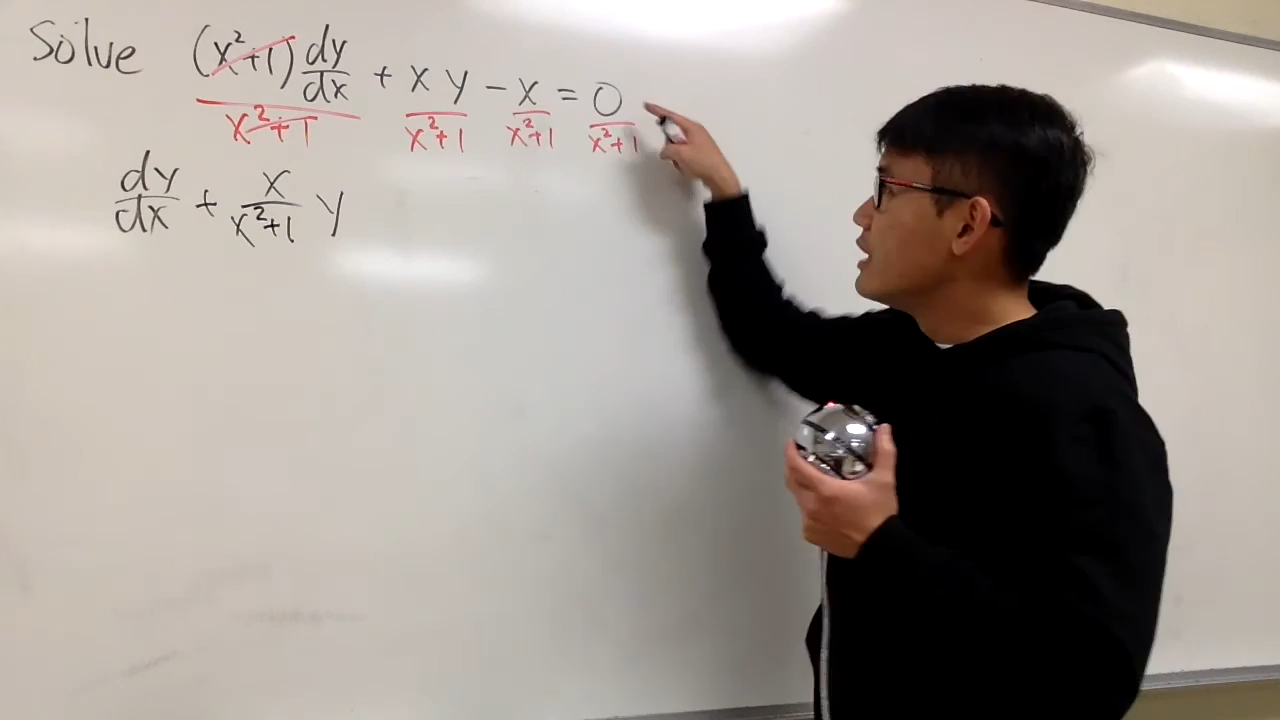 Solve (x²+1) dy/dx + x y − x = 0
x²+1 x²+1 x²+1 x²+1
dy/dx + x/(x²+1) y